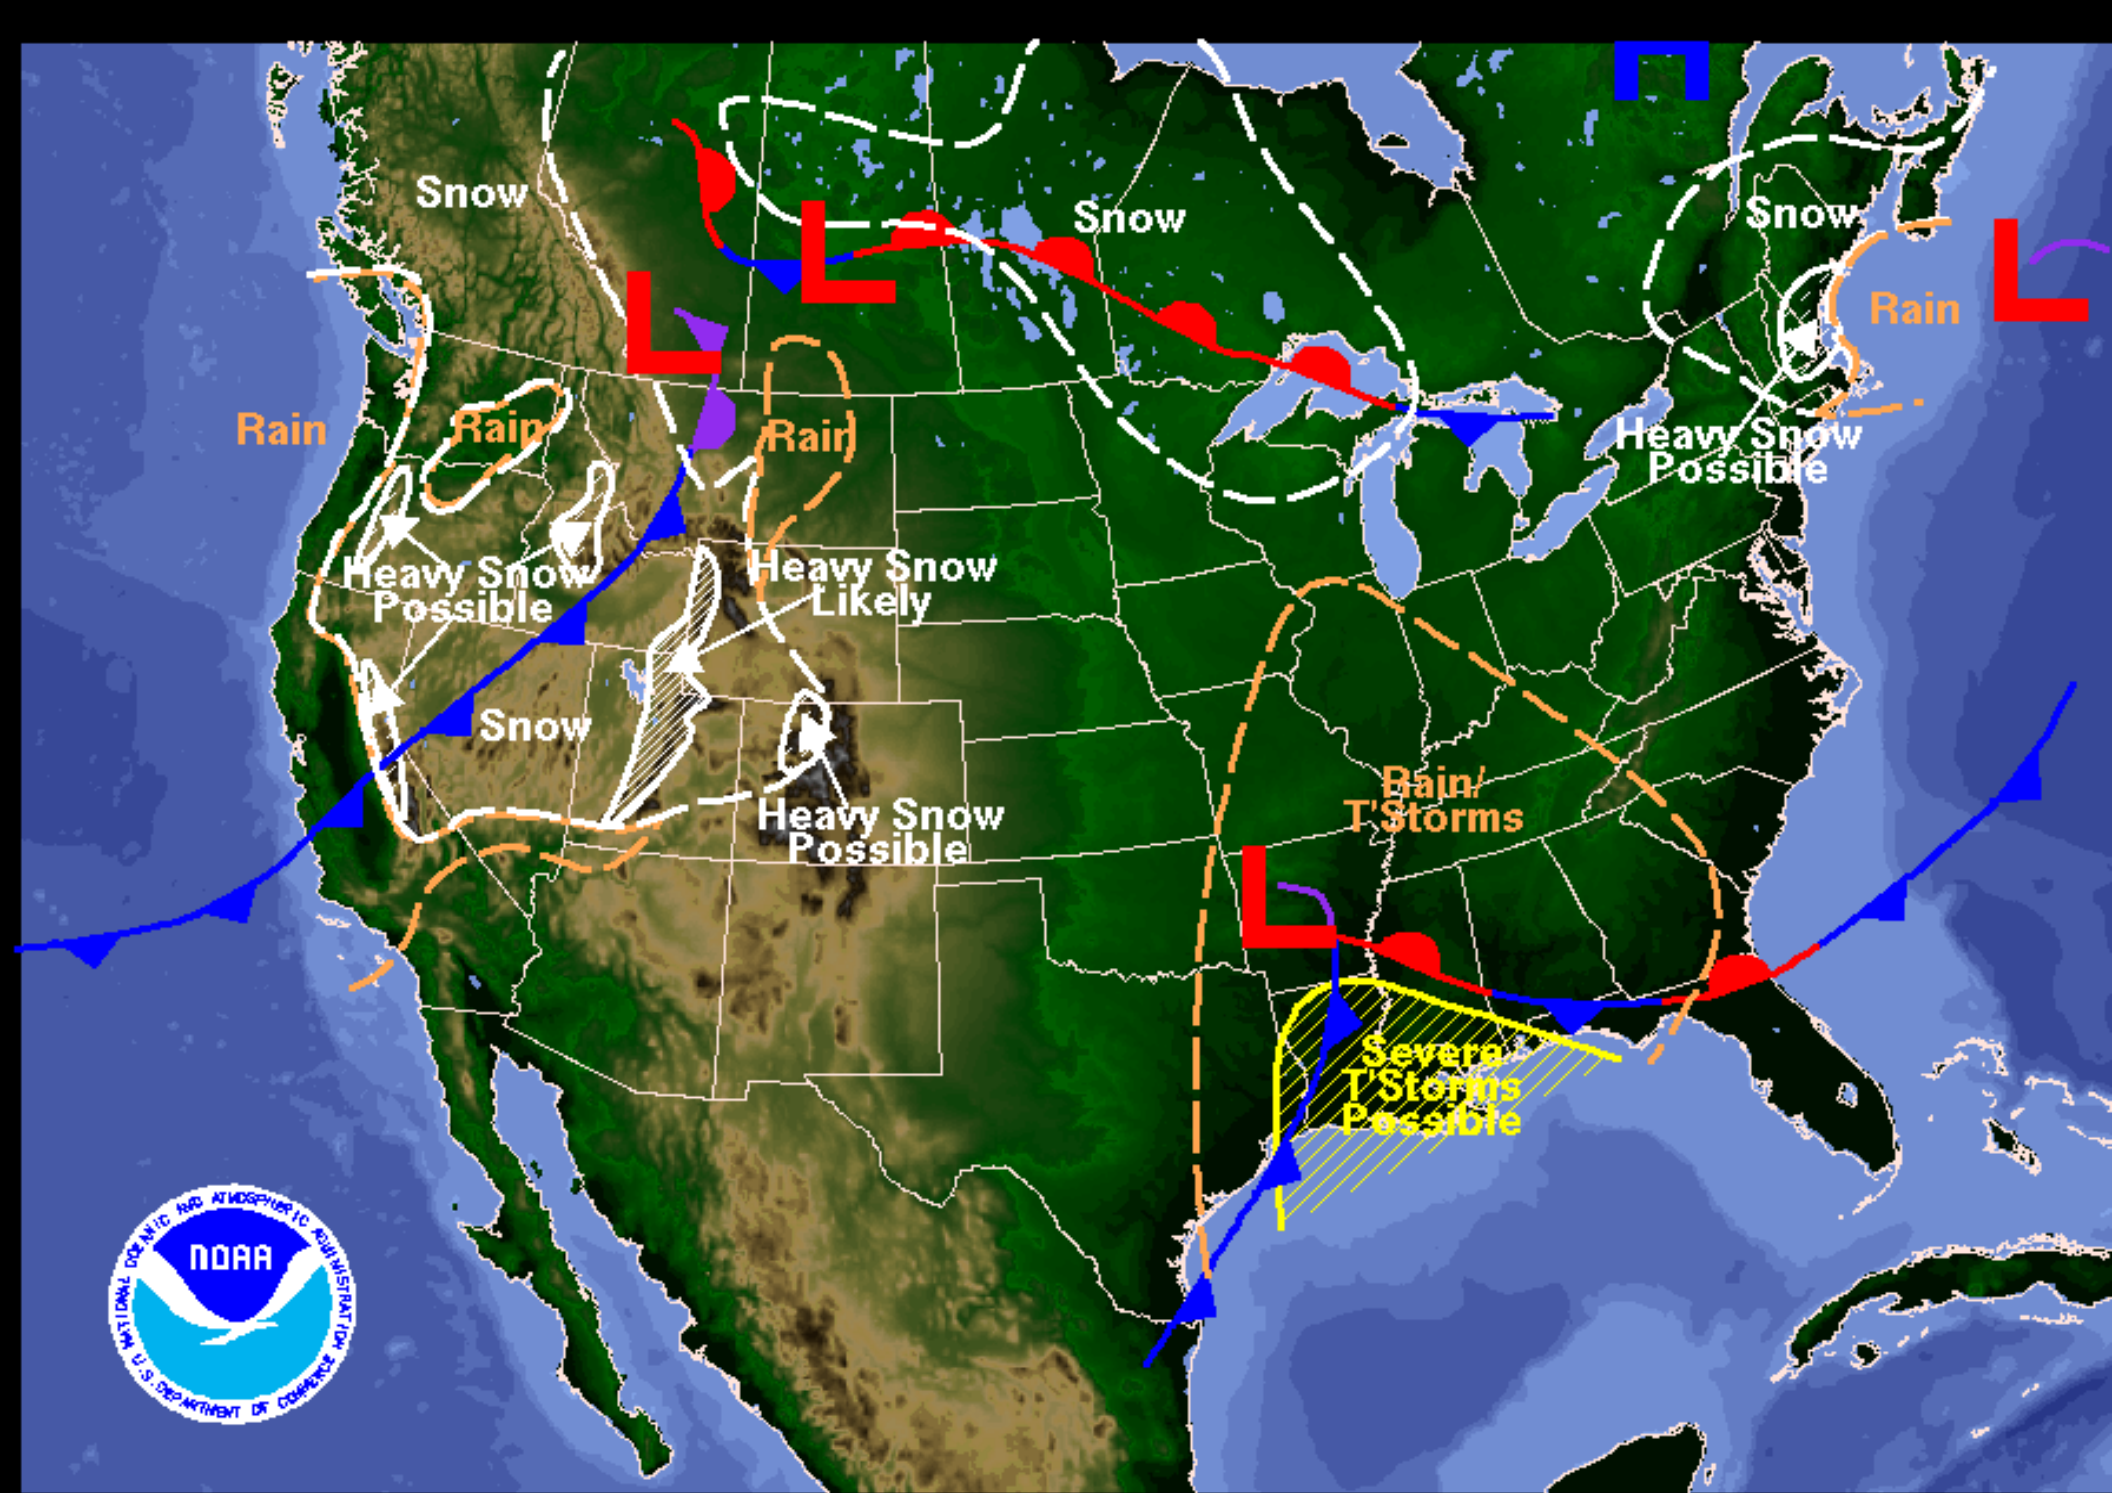 Snow
Snow
Snow
Rain
Rain
Rain
Rain
Heavy Snow
Possible
Heavy Snow
Possible
Heavy Snow
Likely
Snow
Heavy Snow
Possible
Rain/
T'Storms
L
L
L
L
Severe
T'Storms
Possible
NOAA
NATIONAL OCEANIC AND ATMOSPHERIC ADMINISTRATION
U.S. DEPARTMENT OF COMMERCE